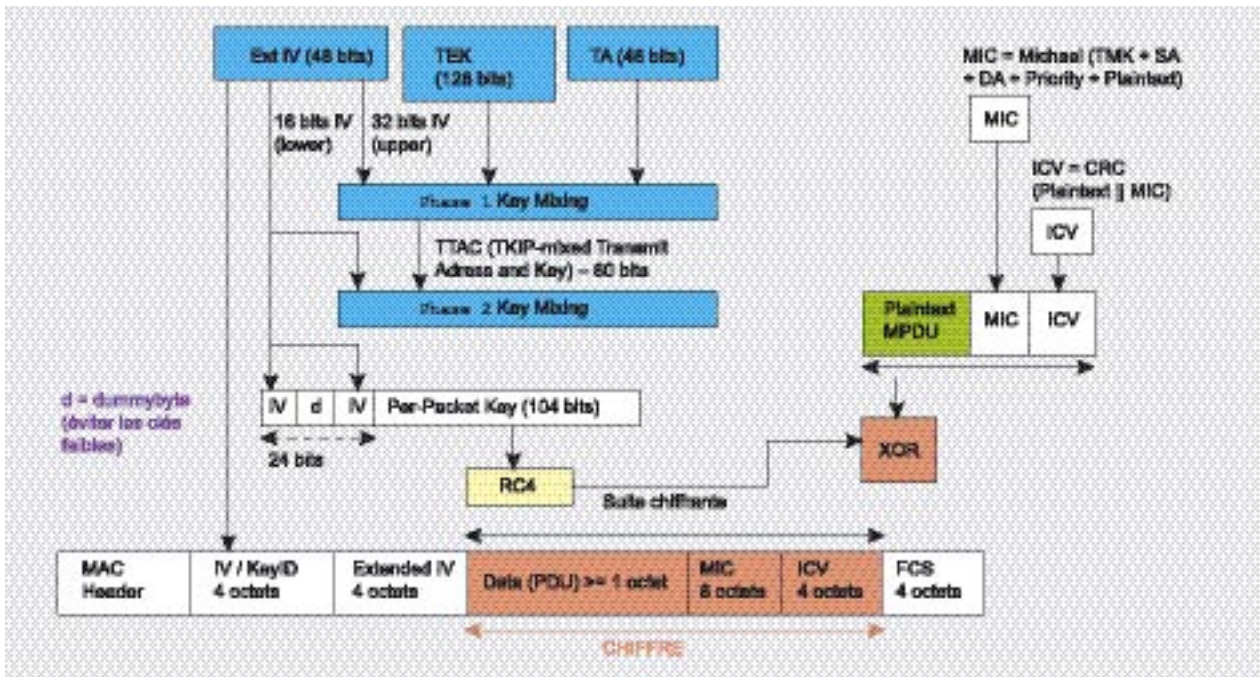 Ext IV (48 bits)
TEK
(128 bits)
TA (48 bits)
MIC = Michael (TMK + SA
+ DA + Priority + Plaintext)
MIC
16 bits IV
(lower)
32 bits IV
(upper)
ICV = CRC
(Plaintext || MIC)
ICV
Phase 1 Key Mixing
TTAC (TKIP-mixed Transmit
Adress and Key) – 80 bits
Phase 2 Key Mixing
Plaintext
MPDU
MIC
ICV
d = dummybyte
(éviter les clés
faibles)
IV
d
IV
Per-Packet Key (104 bits)
24 bits
XOR
RC4
Suite chiffrante
MAC
Header
IV / KeyID
4 octets
Extended IV
4 octets
Data (PDU) >= 1 octet
MIC
8 octets
ICV
4 octets
FCS
4 octets
CHIFFRE